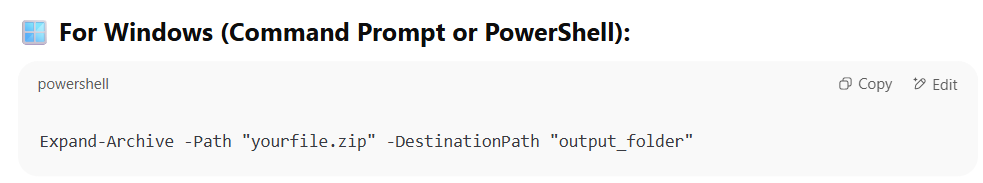 For Windows (Command Prompt or PowerShell):
powershell
Copy
Edit
Expand-Archive -Path "yourfile.zip" -DestinationPath "output_folder"